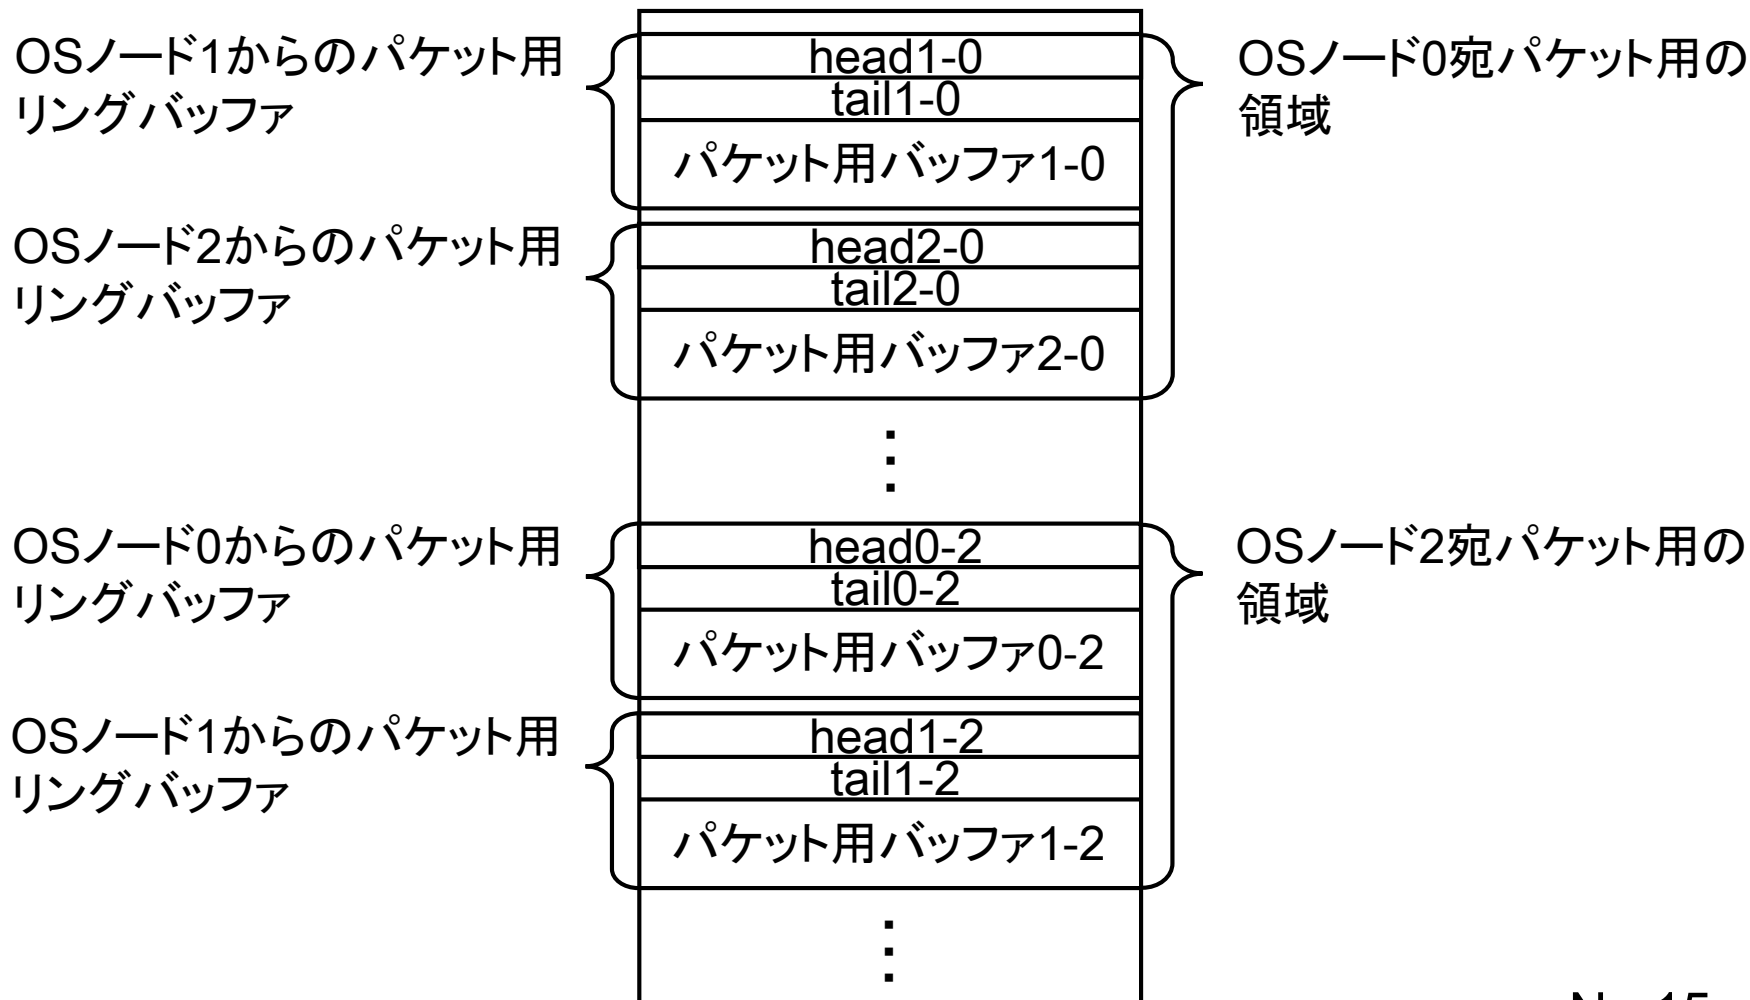 OSノード1からのパケット用
リングバッファ
head1-0
tail1-0
パケット用バッファ1-0
OSノード0宛パケット用の
領域
OSノード2からのパケット用
リングバッファ
head2-0
tail2-0
パケット用バッファ2-0
OSノード0からのパケット用
リングバッファ
head0-2
tail0-2
パケット用バッファ0-2
OSノード2宛パケット用の
領域
OSノード1からのパケット用
リングバッファ
head1-2
tail1-2
パケット用バッファ1-2